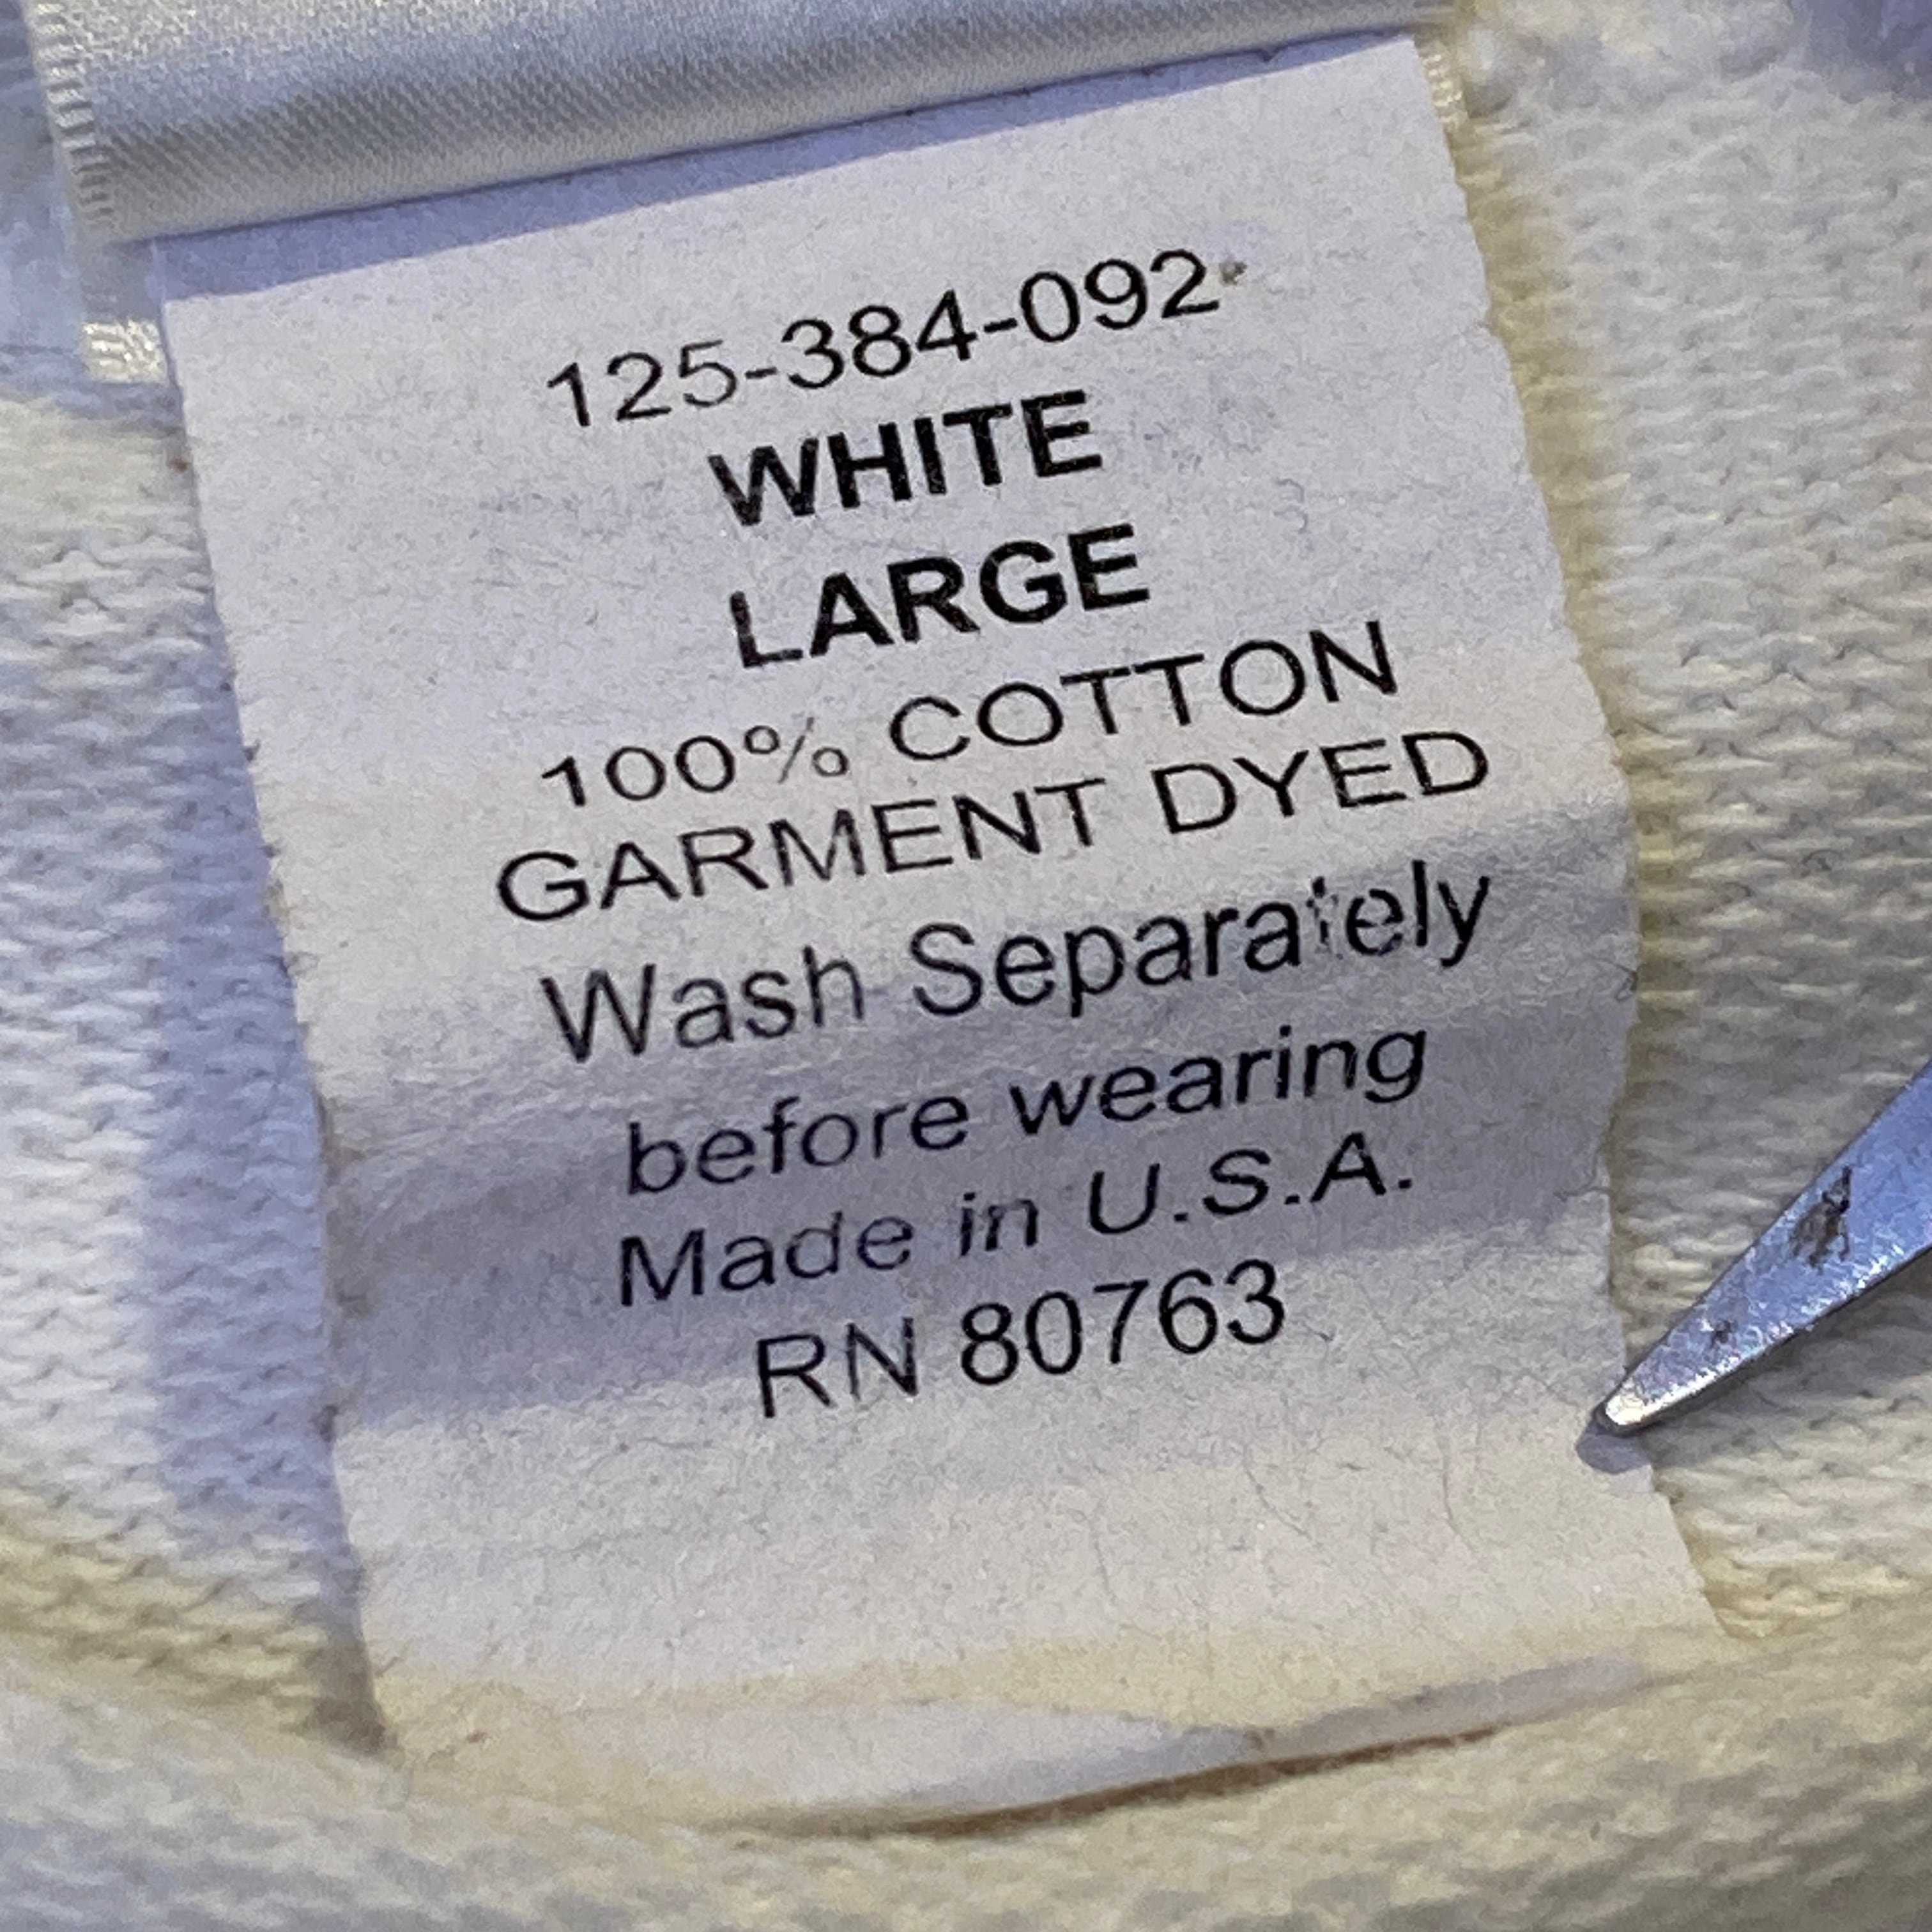 125-384-092
WHITE
LARGE
100% COTTON
GARMENT DYED
Wash Separately
before wearing
Made in U.S.A.
RN 80763